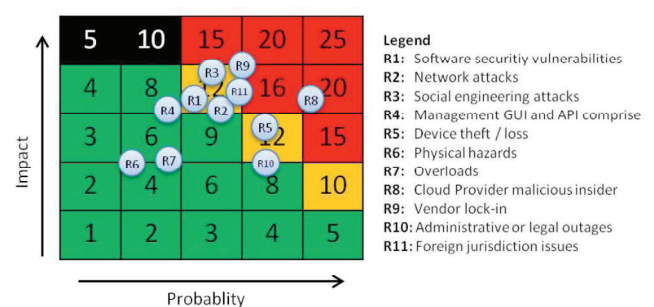 5 10 15 20 25
R9
R3
4 8 12 16 20
R11
R1 R8
R4 R2
R5
3 6 9 12 15
R6 R7 R10
2 4 6 8 10
1 2 3 4 5
Impact
Probablity
Legend
R1: Software securitiy vulnerabilities
R2: Network attacks
R3: Social engineering attacks
R4: Management GUI and API comprise
R5: Device theft / loss
R6: Physical hazards
R7: Overloads
R8: Cloud Provider malicious insider
R9: Vendor lock-in
R10: Administrative or legal outages
R11: Foreign jurisdiction issues